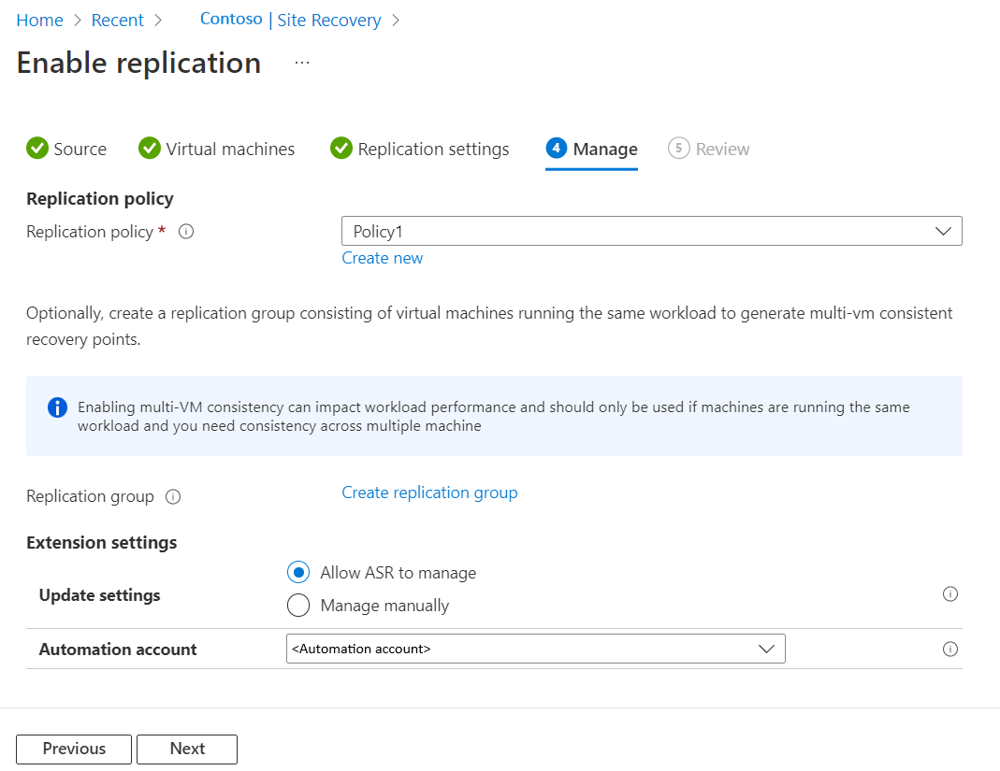 Home > Recent > Contoso | Site Recovery >
Enable replication ...
Source Virtual machines Replication settings 4 Manage 5 Review
Replication policy
Replication policy * Policy1
Create new
Optionally, create a replication group consisting of virtual machines running the same workload to generate multi-vm consistent
recovery points.
Enabling multi-VM consistency can impact workload performance and should only be used if machines are running the same
workload and you need consistency across multiple machine
Replication group Create replication group
Extension settings
Update settings
Allow ASR to manage
Manage manually
Automation account <Automation account>
Previous Next